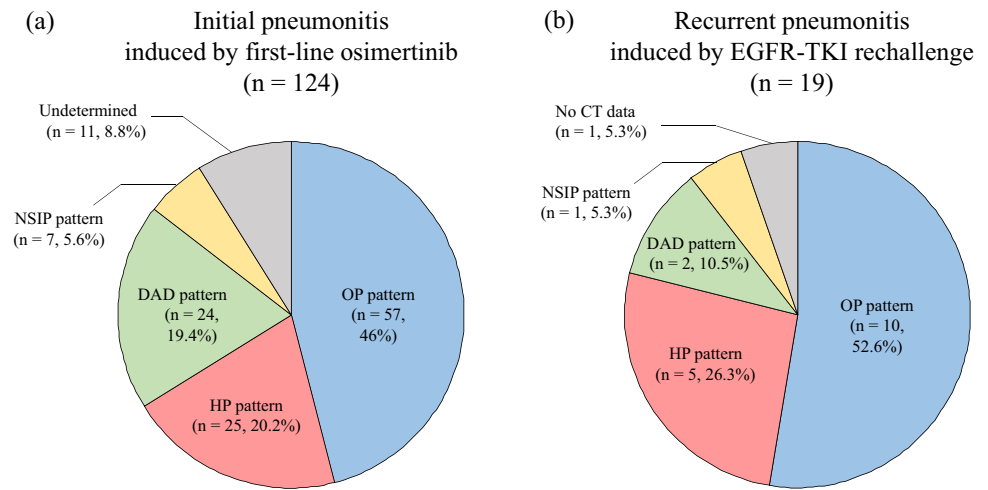 (a)
Initial pneumonitis
induced by first-line osimertinib
(n = 124)
Undetermined
(n = 11, 8.8%)
NSIP pattern
(n = 7, 5.6%)
DAD pattern
(n = 24,
19.4%)
OP pattern
(n = 57,
46%)
HP pattern
(n = 25, 20.2%)
(b)
Recurrent pneumonitis
induced by EGFR-TKI rechallenge
(n = 19)
No CT data
(n = 1, 5.3%)
NSIP pattern
(n = 1, 5.3%)
DAD pattern
(n = 2, 10.5%)
OP pattern
(n = 10,
52.6%)
HP pattern
(n = 5, 26.3%)